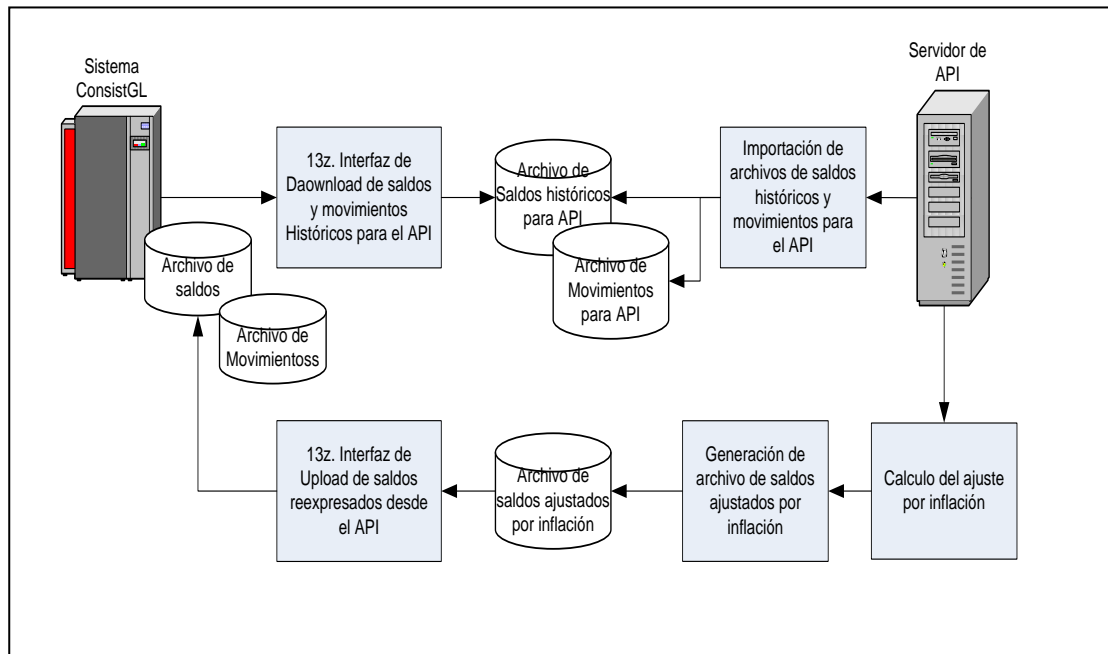 Sistema
ConsistGL
Servidor de
API
13z. Interfaz de
Daownload de saldos
y movimientos
Históricos para el API
Archivo de
Saldos históricos
para API
Archivo de
Movimientos
para API
Importación de
archivos de saldos
históricos y
movimientos para
el API
Archivo de
saldos
Archivo de
Movimientoss
13z. Interfaz de
Upload de saldos
reexpresados desde
el API
Archivo de
saldos ajustados
por inflación
Generación de
archivo de saldos
ajustados por
inflación
Calculo del ajuste
por inflación